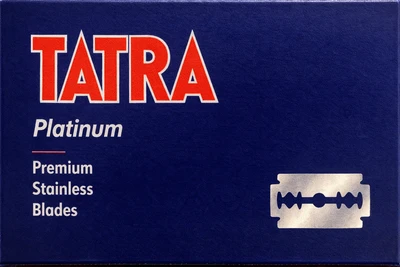 TATRA
Platinum
Premium
Stainless
Blades